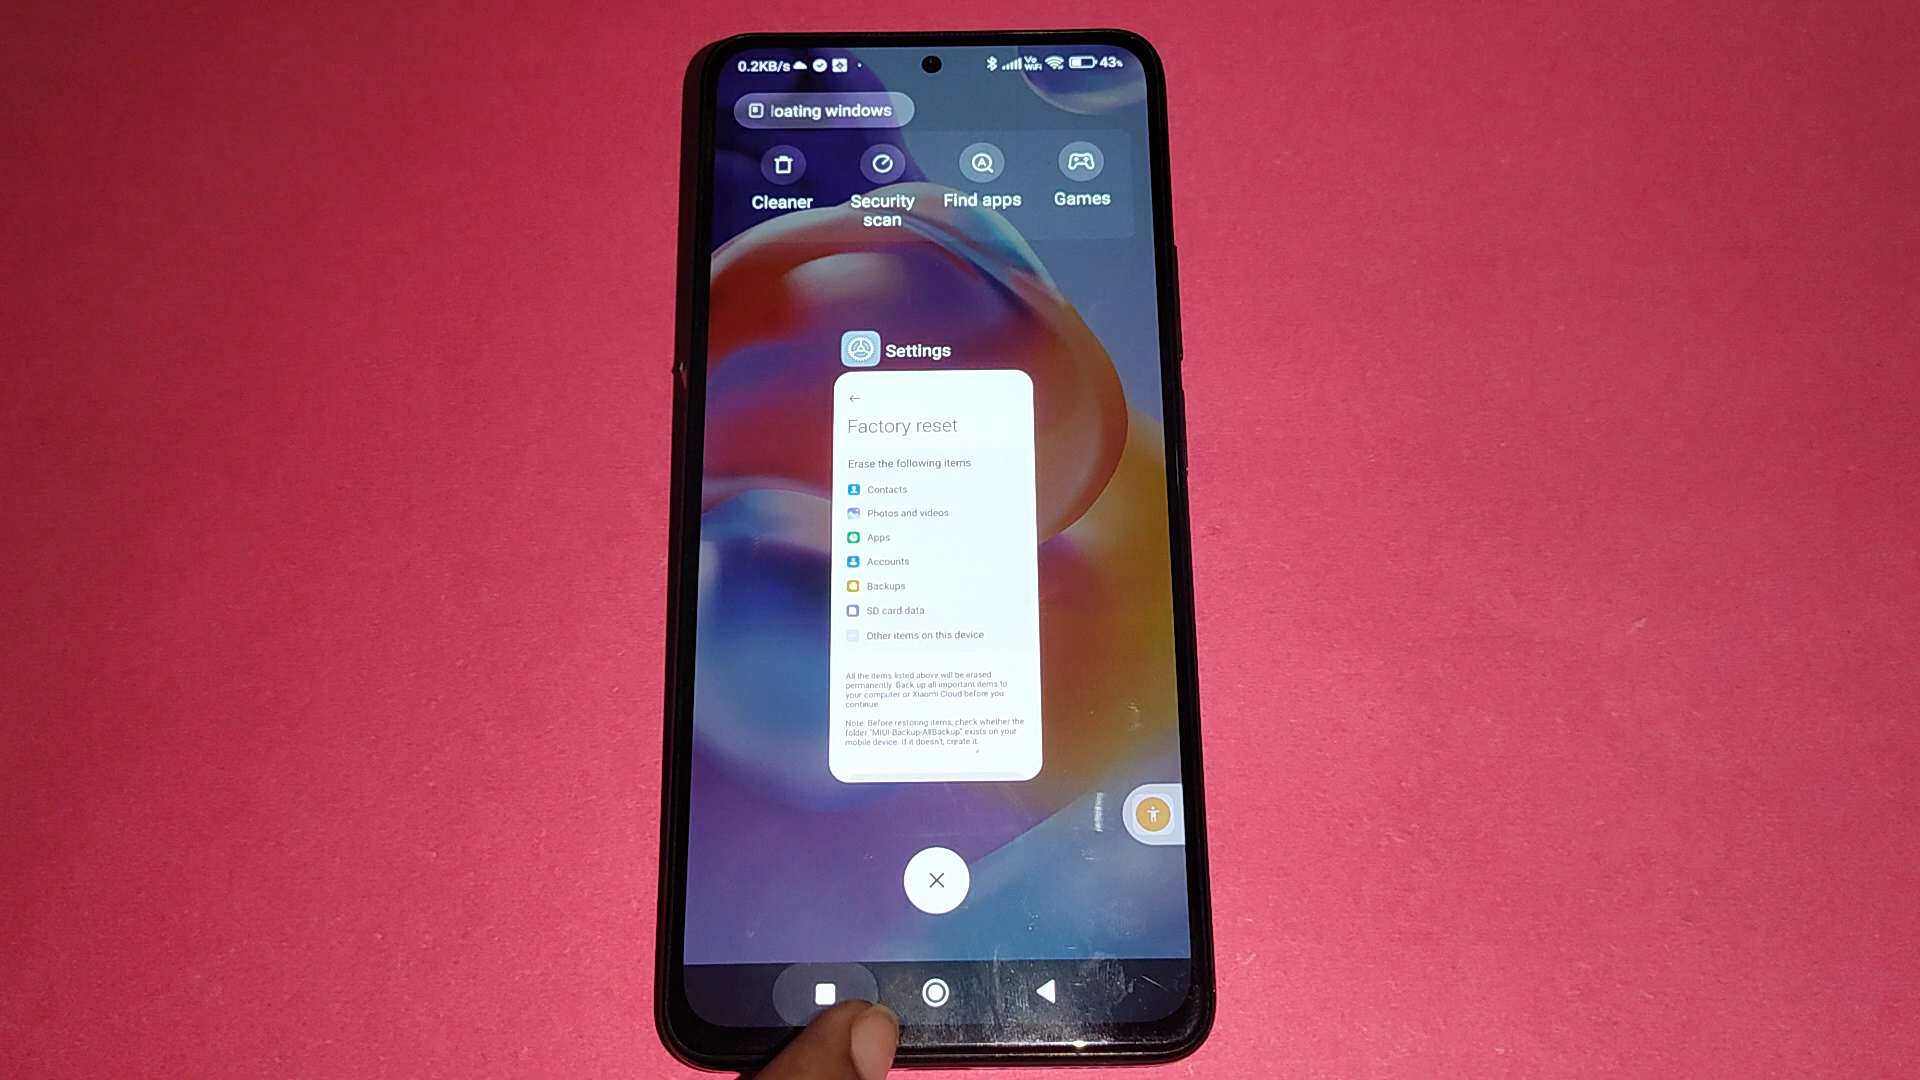 0.2KB/s
Vo
WiFi
43%
loating windows
Cleaner
Security
scan
Find apps
Games
Settings
Factory reset
Erase the following items
Contacts
Photos and videos
Apps
Accounts
Backups
SD card data
Other items on this device
All the items listed above will be erased
permanently. Back up all important items to
your computer or Xiaomi Cloud before you
continue.
Note: Before restoring items, check whether the
folder "MIUI-Backup-AllBackup" exists on your
mobile device. If it doesn't, create it.